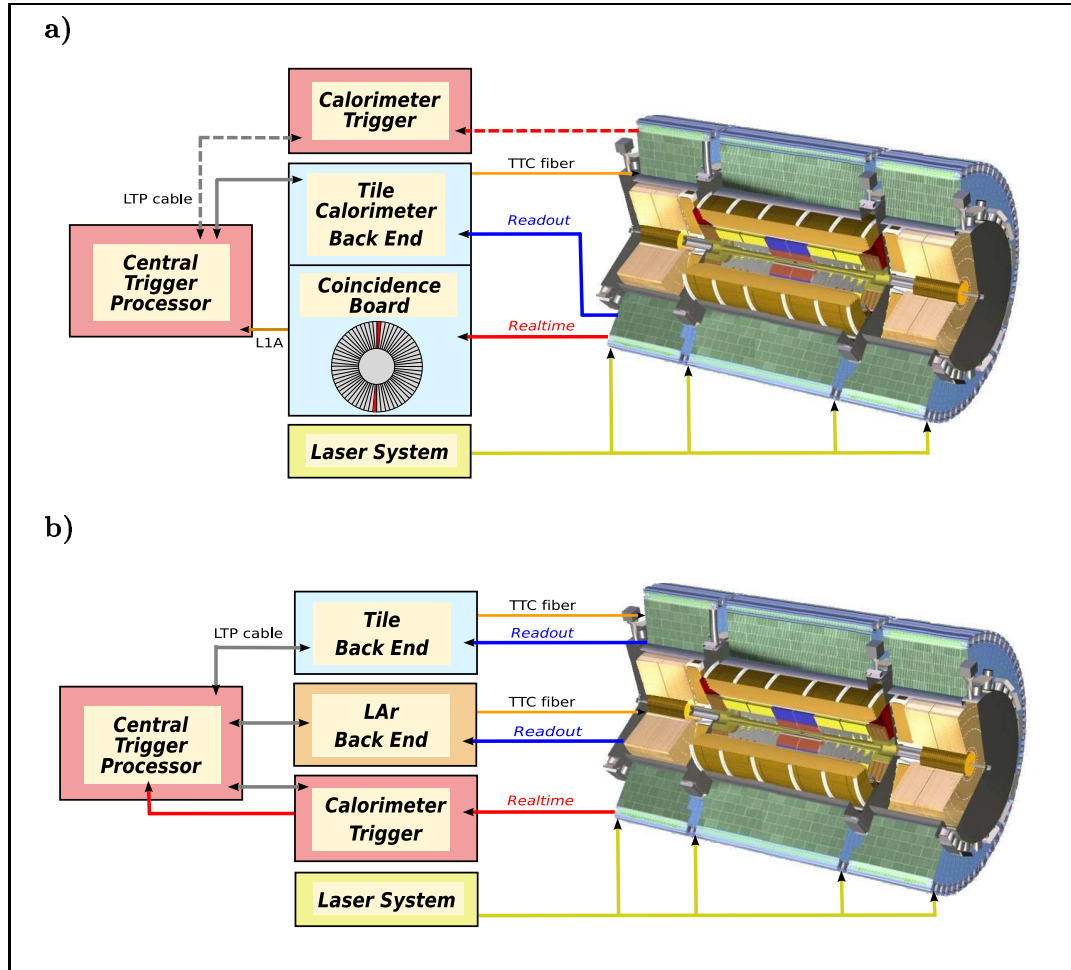 a)
Calorimeter
Trigger
TTC fiber
LTP cable
Tile
Calorimeter
Back End
Readout
Central
Trigger
Processor
Coincidence
Board
Realtime
L1A
Laser System
b)
Tile
Back End
TTC fiber
Readout
LTP cable
LAr
Back End
TTC fiber
Readout
Central
Trigger
Processor
Calorimeter
Trigger
Realtime
Laser System